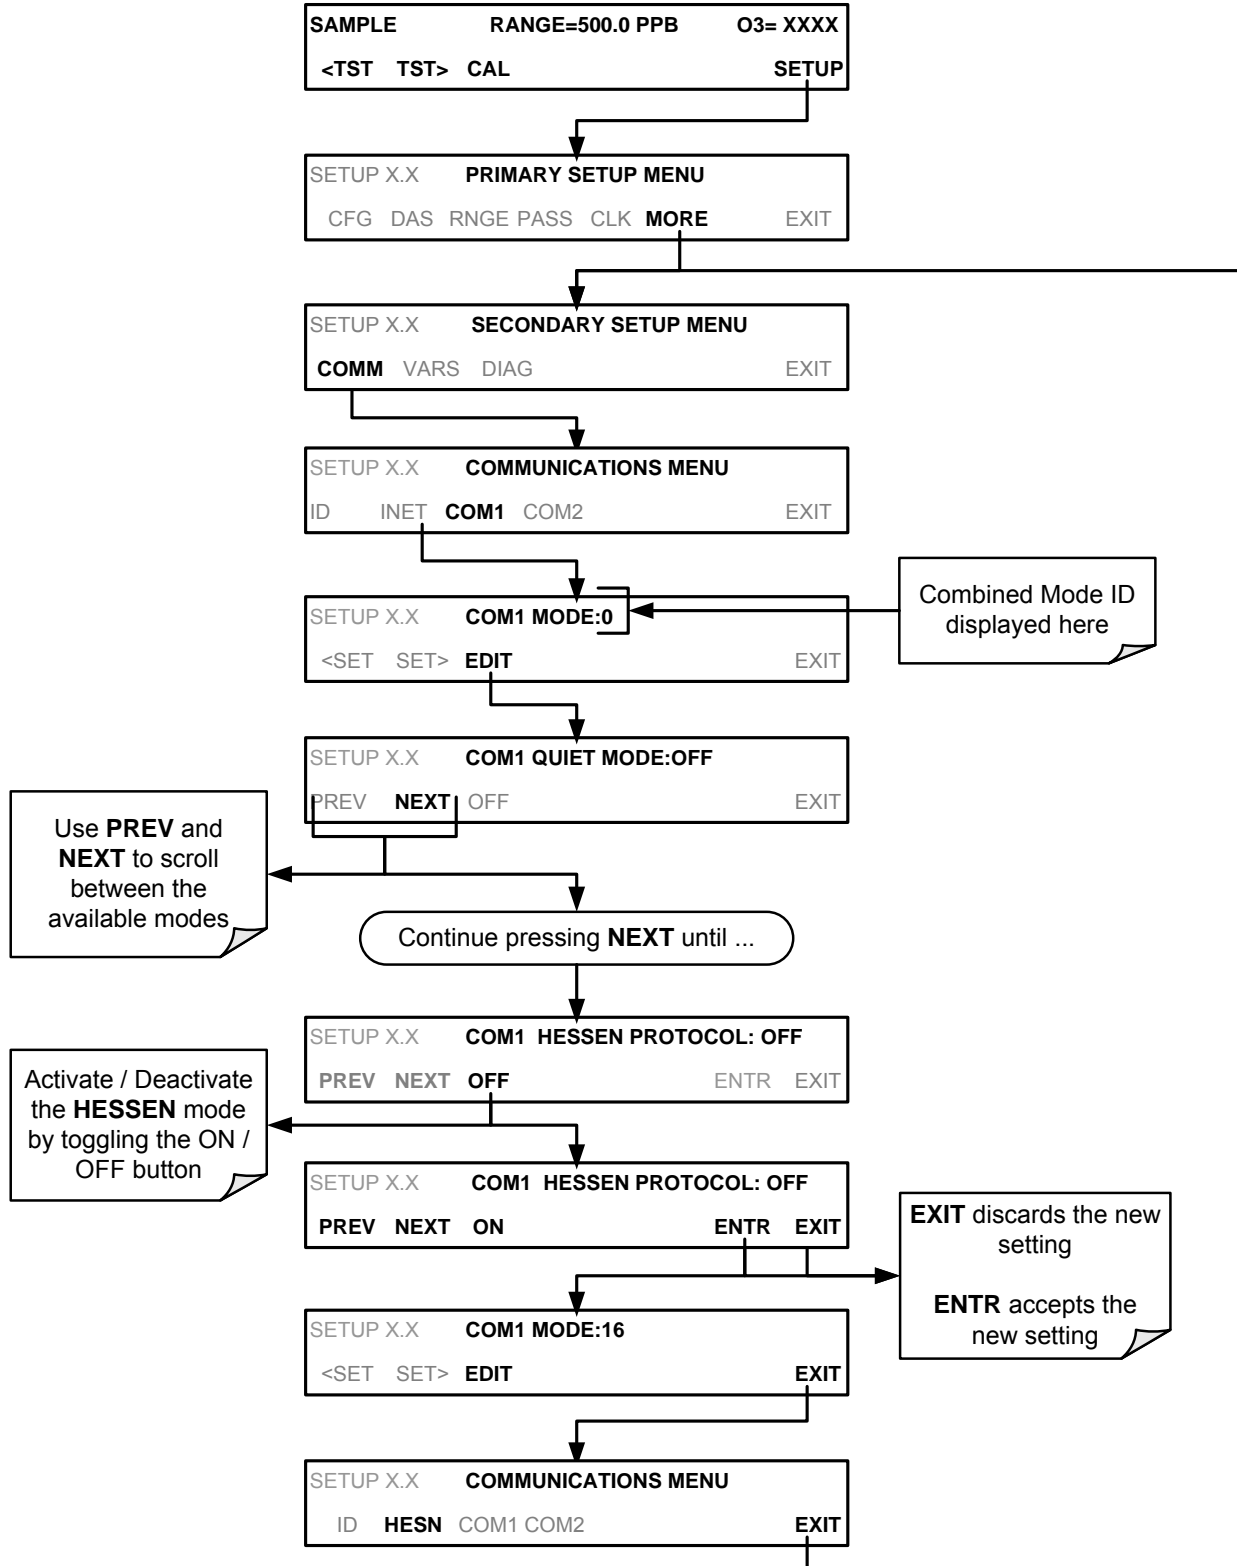 SAMPLE RANGE=500.0 PPB O3= XXXX
<TST TST> CAL SETUP
SETUP X.X PRIMARY SETUP MENU
CFG DAS RNGE PASS CLK MORE EXIT
SETUP X.X SECONDARY SETUP MENU
COMM VARS DIAG EXIT
SETUP X.X COMMUNICATIONS MENU
ID INET COM1 COM2 EXIT
SETUP X.X COM1 MODE:0
<SET SET> EDIT EXIT
Combined Mode ID
displayed here
SETUP X.X COM1 QUIET MODE:OFF
PREV NEXT OFF EXIT
Use PREV and
NEXT to scroll
between the
available modes
Continue pressing NEXT until ...
SETUP X.X COM1 HESSEN PROTOCOL: OFF
PREV NEXT OFF ENTR EXIT
Activate / Deactivate
the HESSEN mode
by toggling the ON /
OFF button
SETUP X.X COM1 HESSEN PROTOCOL: OFF
PREV NEXT ON ENTR EXIT
EXIT discards the new
setting
ENTR accepts the
new setting
SETUP X.X COM1 MODE:16
<SET SET> EDIT EXIT
SETUP X.X COMMUNICATIONS MENU
ID HESN COM1 COM2 EXIT